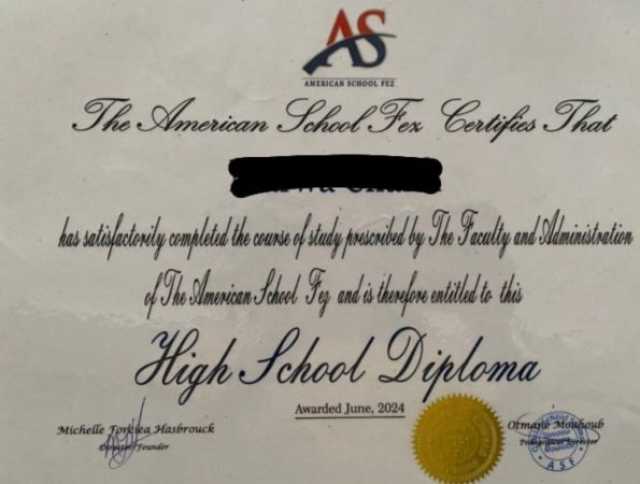 AS
AMERICAN SCHOOL FEZ
The American School Fez Certifies That
has satisfactorily completed the course of study prescribed by The Faculty and Administration
of The American School Fez and is therefore entitled to this
High School Diploma
Awarded June, 2024
Michelle Torkiea Hasbrouck
Founder
Otmane
A S F